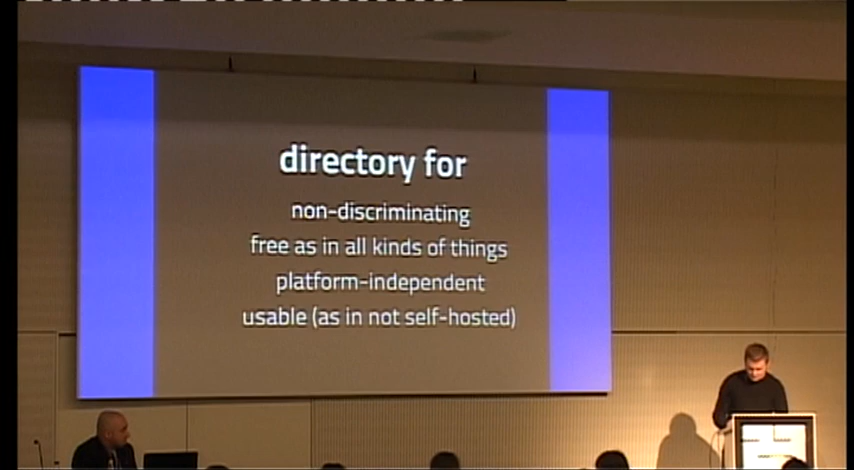 directory for
non-discriminating
free as in all kinds of things
platform-independent
usable (as in not self-hosted)